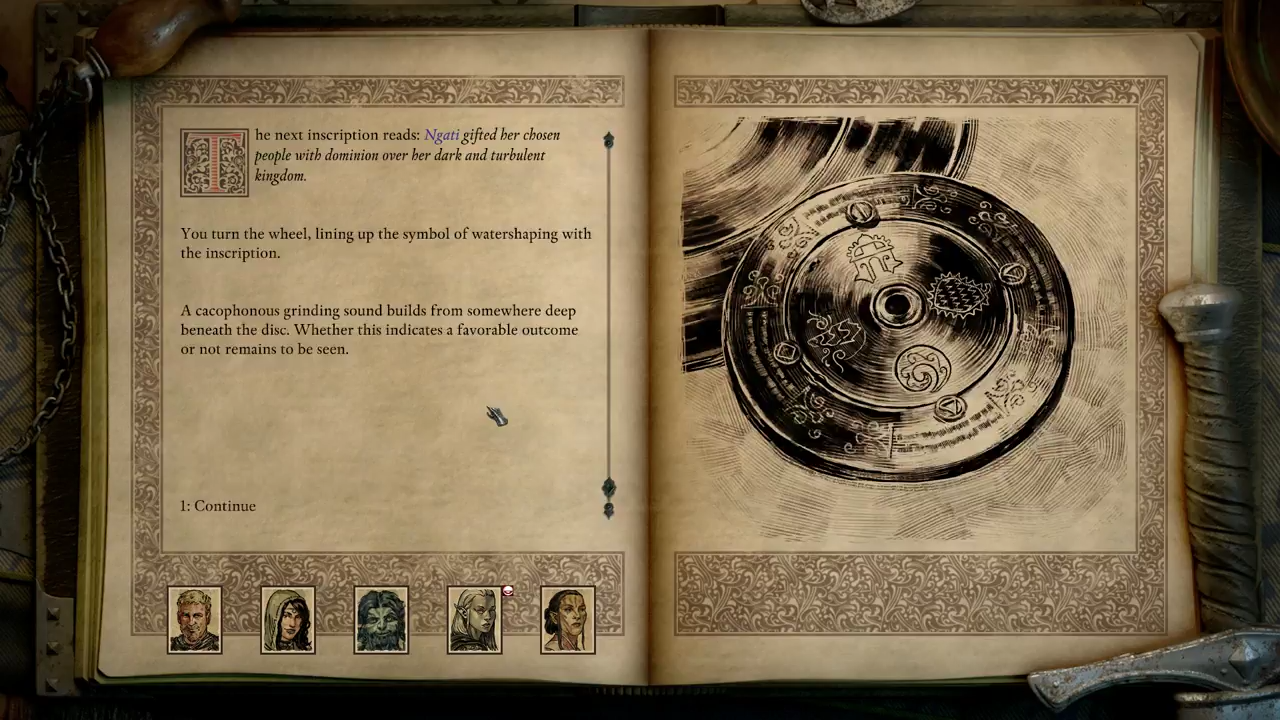 The next inscription reads: Ngati gifted her chosen
people with dominion over her dark and turbulent
kingdom.
You turn the wheel, lining up the symbol of watershaping with
the inscription.
A cacophonous grinding sound builds from somewhere deep
beneath the disc. Whether this indicates a favorable outcome
or not remains to be seen.
1: Continue